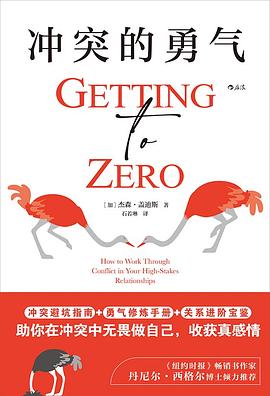 冲突的勇气
后浪
GETTING
to
ZERO
[加] 杰森·盖迪斯 著
石若琳 译
How to Work Through
Conflict in Your High-Stakes
Relationships
冲突避坑指南+勇气修炼手册+关系进阶宝鉴
助你在冲突中无畏做自己，收获真感情
《纽约时报》畅销书作家
丹尼尔·西格尔博士倾力推荐